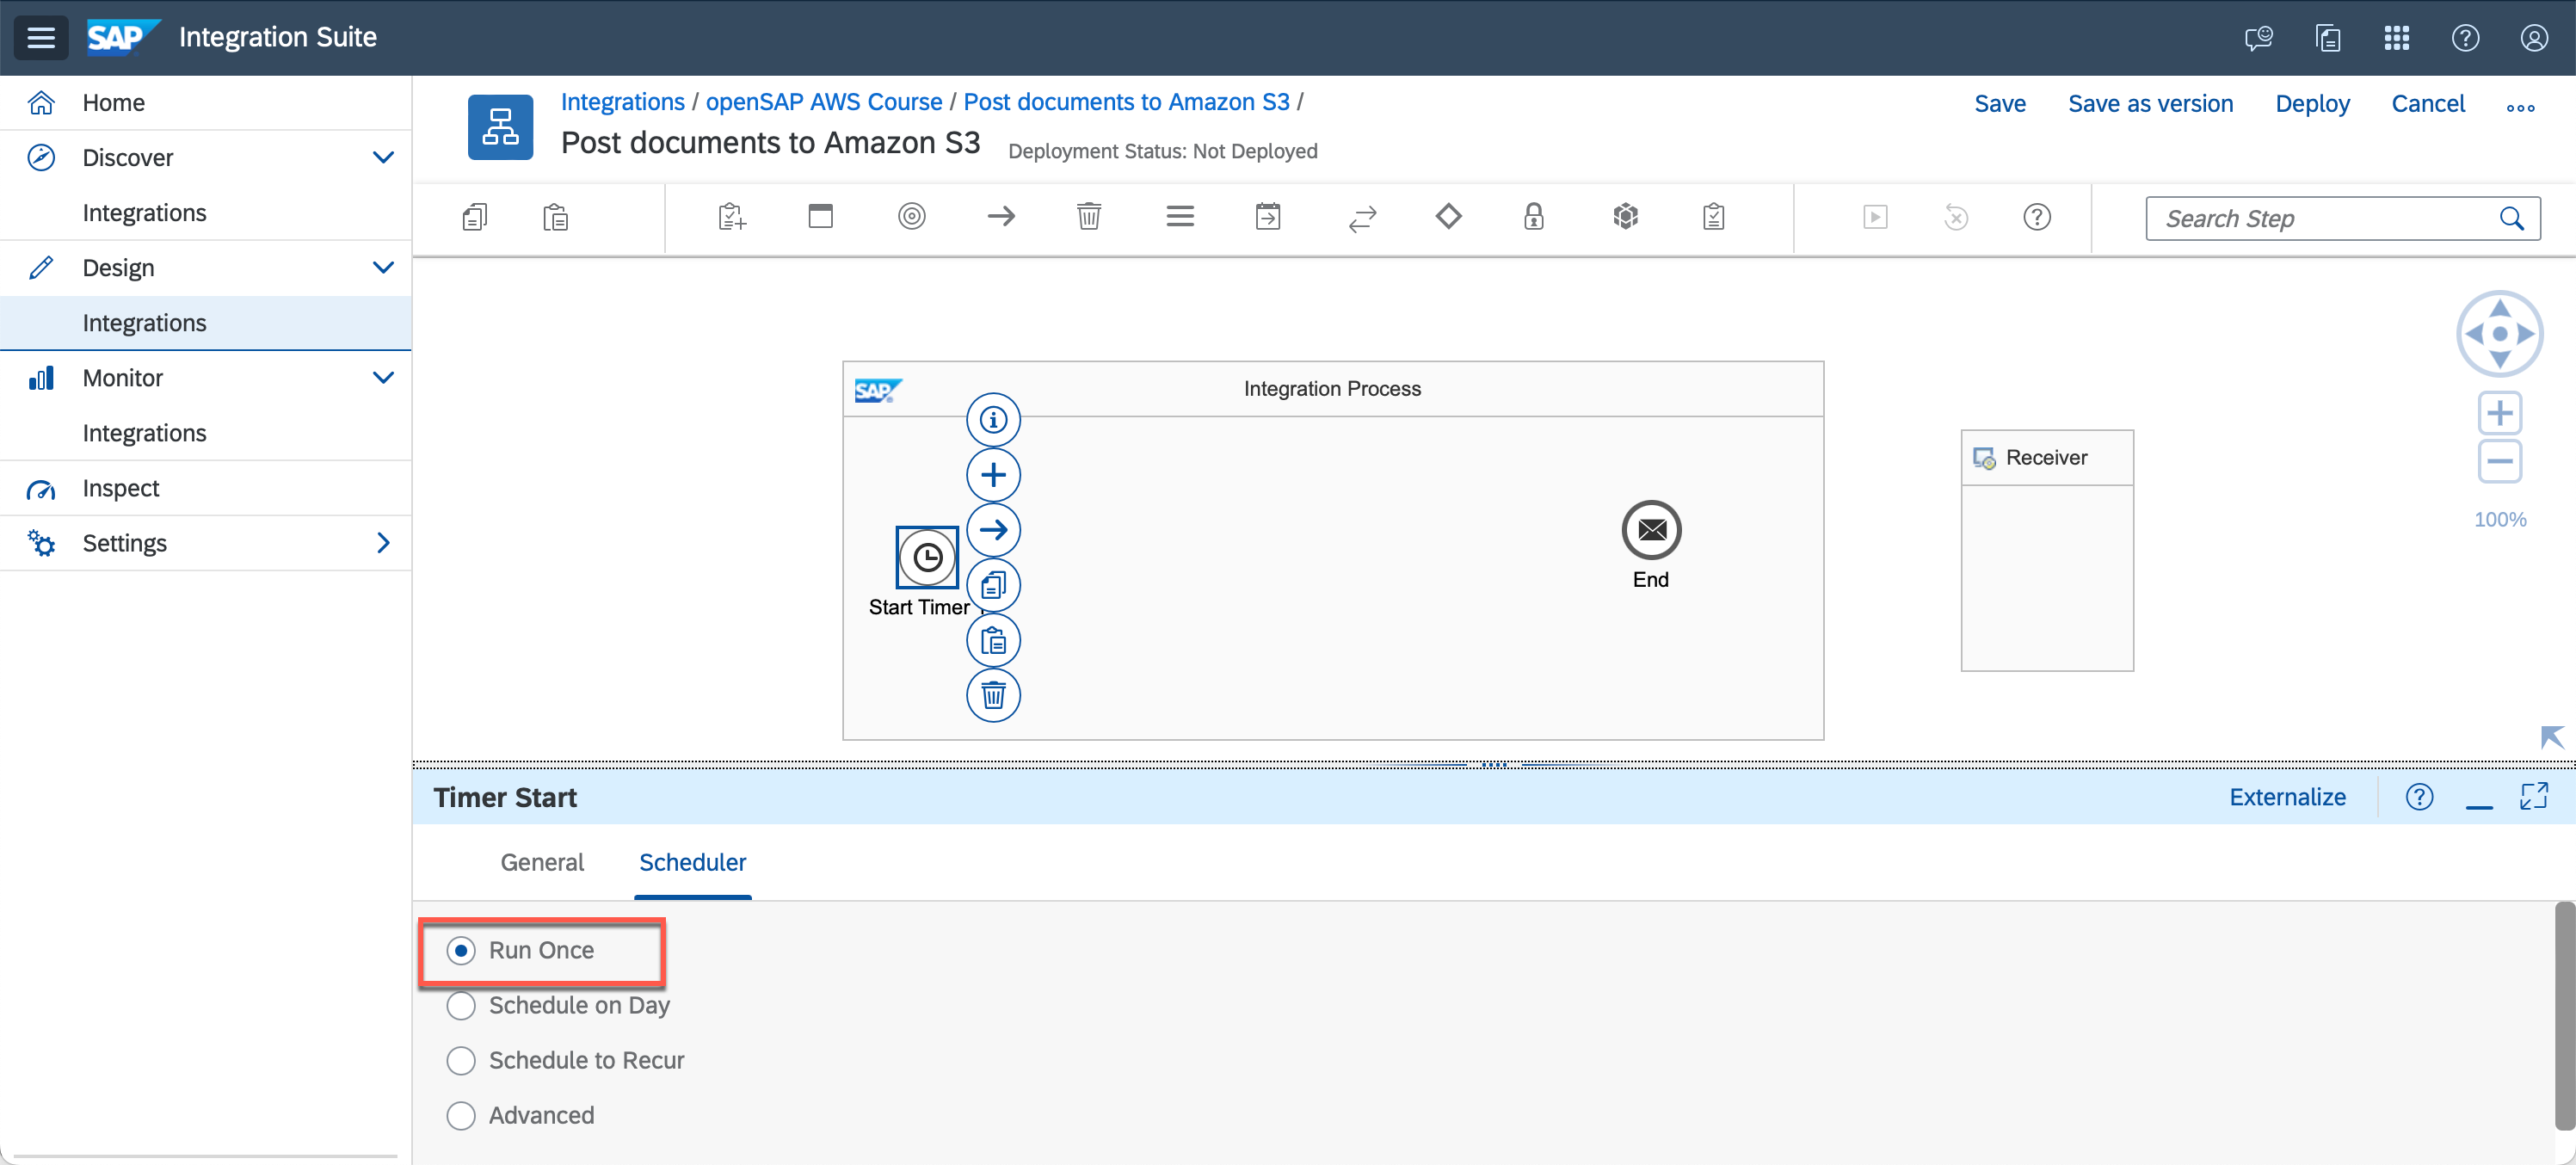 SAP Integration Suite
Home
Discover
Integrations
Design
Integrations
Monitor
Integrations
Inspect
Settings
Integrations / openSAP AWS Course / Post documents to Amazon S3 /
Post documents to Amazon S3 Deployment Status: Not Deployed
Save Save as version Deploy Cancel
Search Step
SAP Integration Process
Start Timer
End
Receiver
100%
Timer Start
Externalize
General Scheduler
Run Once
Schedule on Day
Schedule to Recur
Advanced